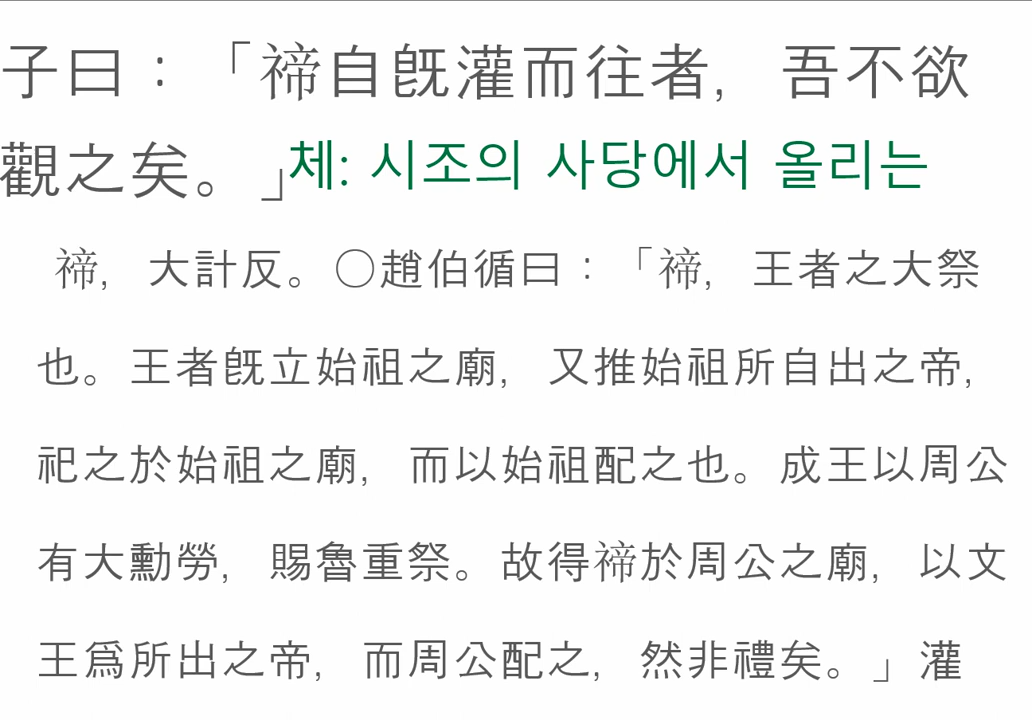 子曰：「禘自旣灌而往者，吾不欲
觀之矣。」체: 시조의 사당에서 올리는
禘，大計反。○趙伯循曰：「禘，王者之大祭
也。王者旣立始祖之廟，又推始祖所自出之帝，
祀之於始祖之廟，而以始祖配之也。成王以周公
有大勳勞，賜魯重祭。故得禘於周公之廟，以文
王爲所出之帝，而周公配之，然非禮矣。」灌